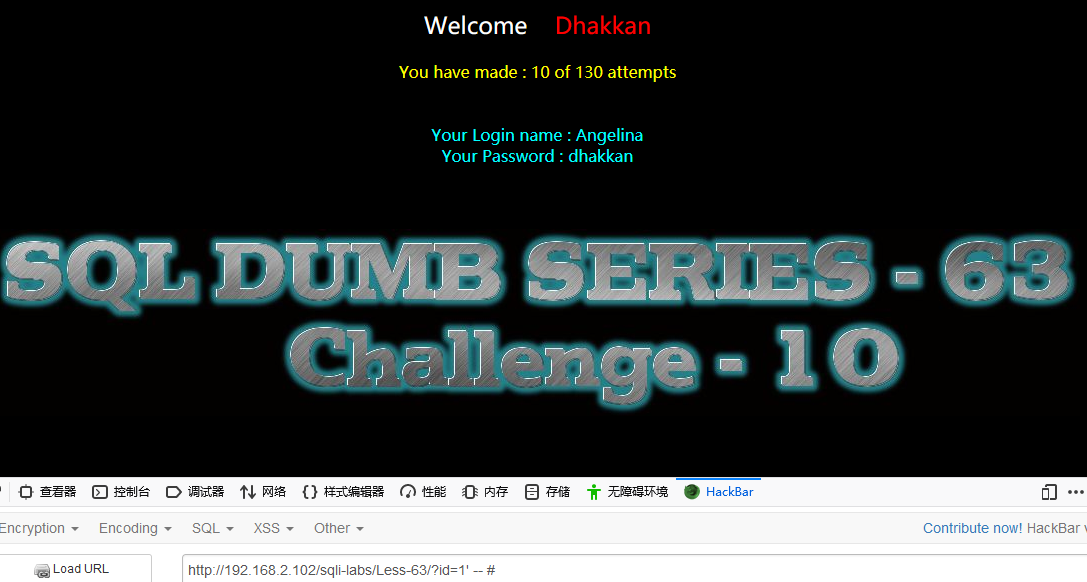 Welcome Dhakkan
You have made : 10 of 130 attempts
Your Login name : Angelina
Your Password : dhakkan
SQL DUMB SERIES - 63
Challenge - 10
查看器 控制台 调试器 网络 样式编辑器 性能 内存 存储 无障碍环境 HackBar
Encryption Encoding SQL XSS Other Contribute now! HackBar v
Load URL http://192.168.2.102/sqli-labs/Less-63/?id=1' -- #